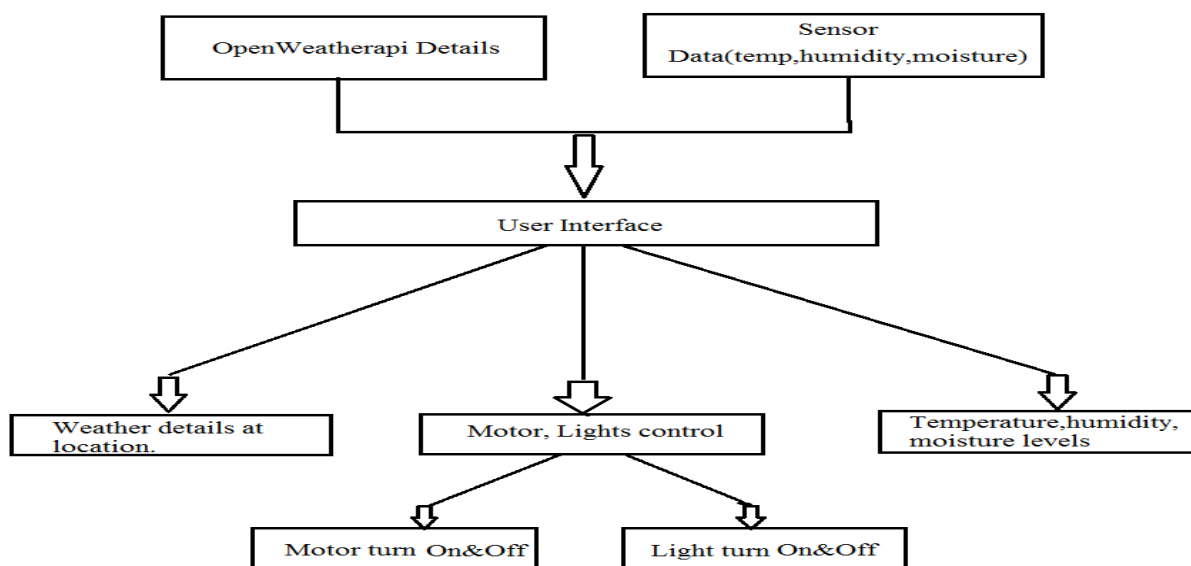 OpenWeatherapi Details
Sensor
Data(temp,humidity,moisture)
User Interface
Weather details at
location.
Motor, Lights control
Temperature,humidity,
moisture levels
Motor turn On&Off
Light turn On&Off